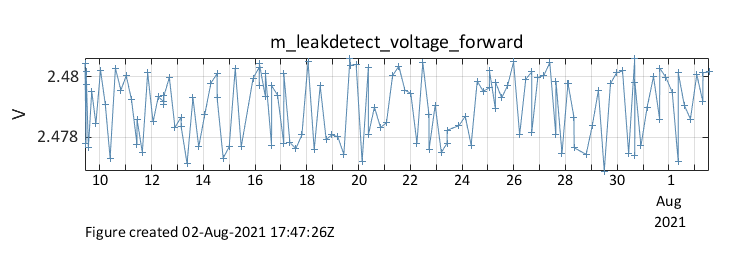 m_leakdetect_voltage_forward
2.48
2.478
V
10 12 14 16 18 20 22 24 26 28 30 1
Aug
2021
Figure created 02-Aug-2021 17:47:26Z